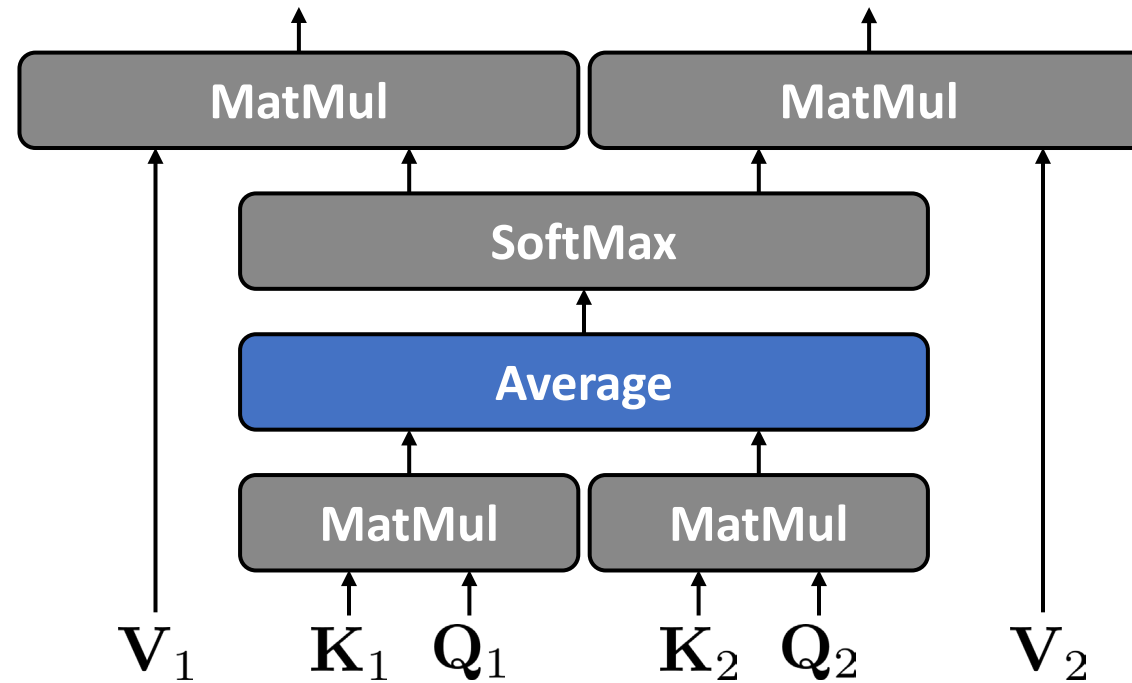 MatMul MatMul
SoftMax
Average
MatMul MatMul
V₁ K₁ Q₁ K₂ Q₂ V₂